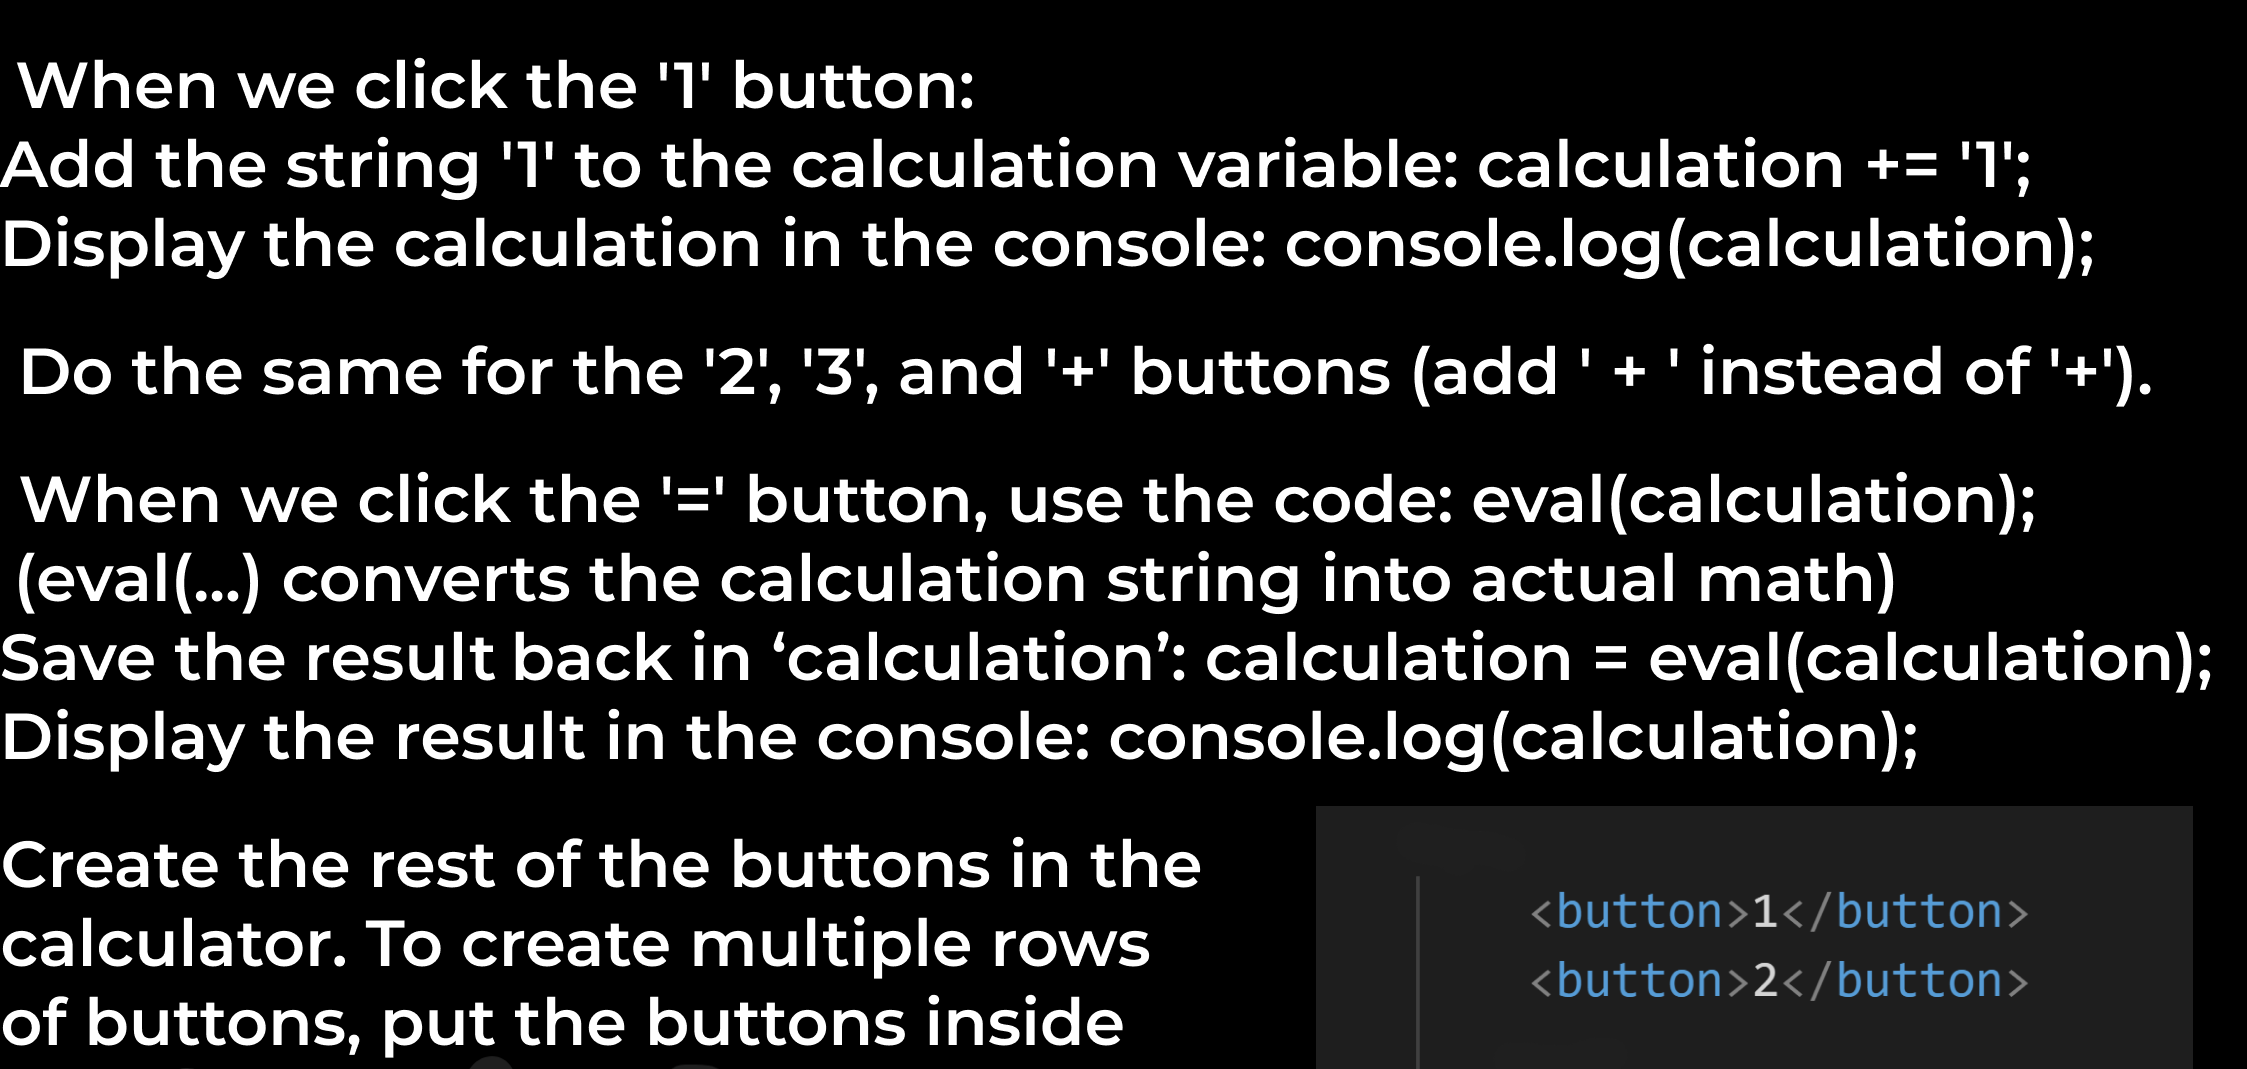 When we click the '1' button:
Add the string '1' to the calculation variable: calculation += '1';
Display the calculation in the console: console.log(calculation);
Do the same for the '2', '3', and '+' buttons (add ' + ' instead of '+').
When we click the '=' button, use the code: eval(calculation);
(eval(...) converts the calculation string into actual math)
Save the result back in ‘calculation’: calculation = eval(calculation);
Display the result in the console: console.log(calculation);
Create the rest of the buttons in the
calculator. To create multiple rows
of buttons, put the buttons inside
<button>1</button>
<button>2</button>